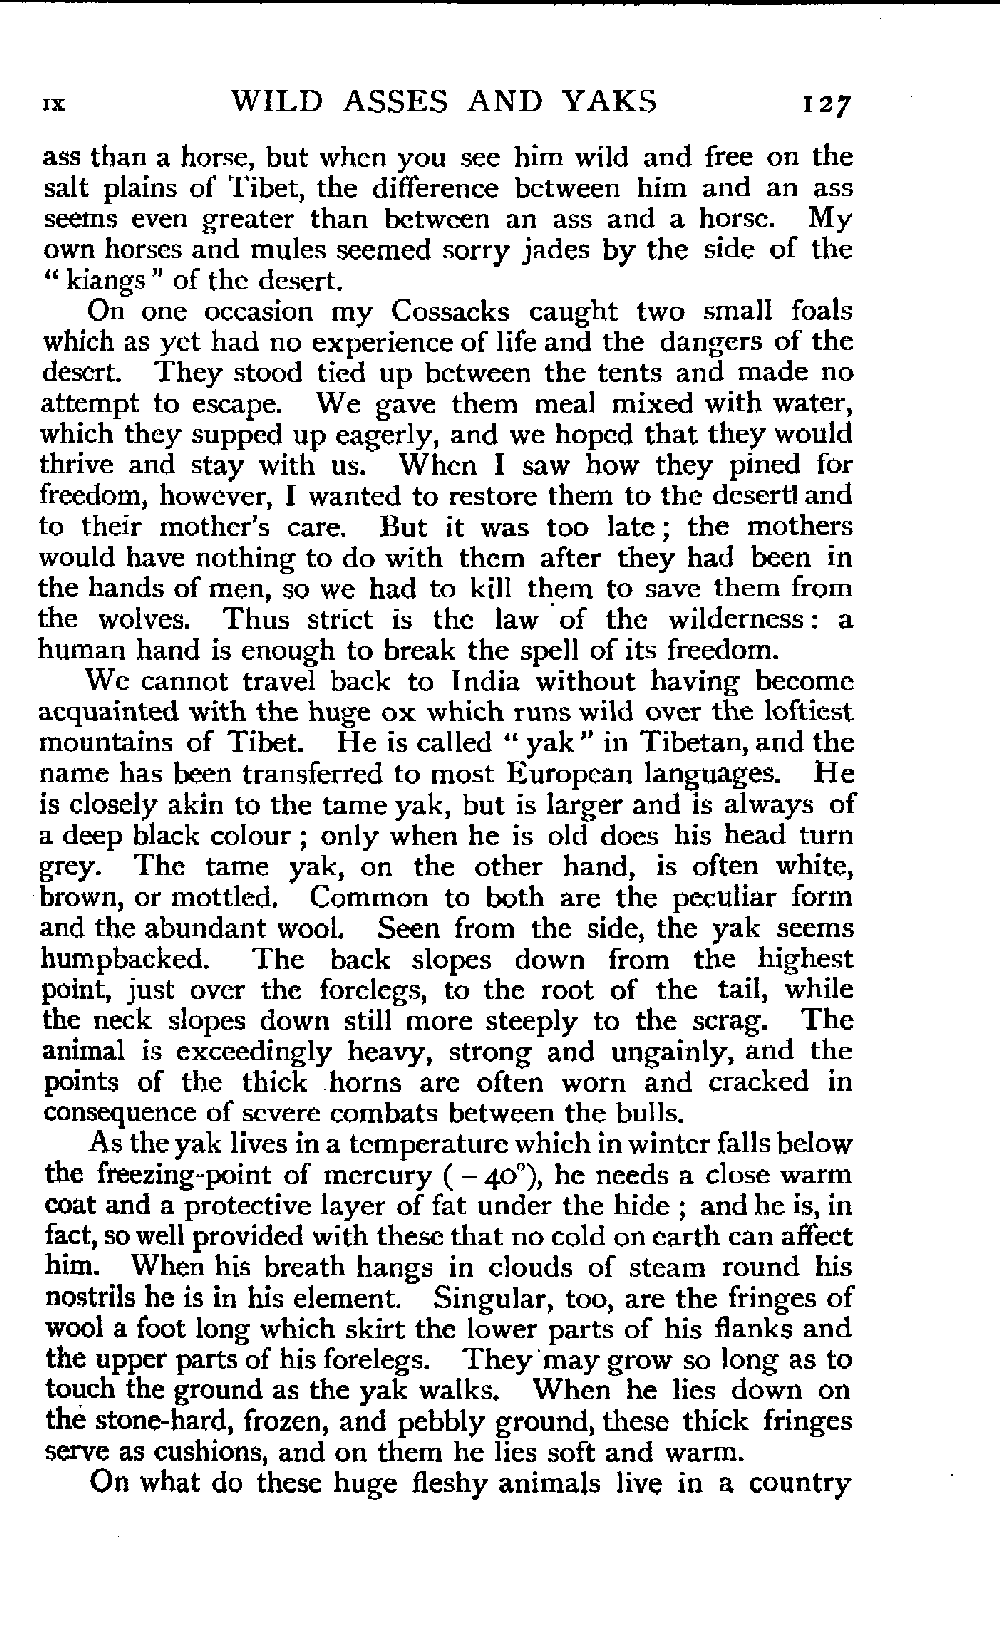 IX WILD ASSES AND YAKS 127
ass than a horse, but when you see him wild and free on the
salt plains of Tibet, the difference between him and an ass
seems even greater than between an ass and a horse. My
own horses and mules seemed sorry jades by the side of the
“ kiangs ” of the desert.
On one occasion my Cossacks caught two small foals
which as yet had no experience of life and the dangers of the
desert. They stood tied up between the tents and made no
attempt to escape. We gave them meal mixed with water,
which they supped up eagerly, and we hoped that they would
thrive and stay with us. When I saw how they pined for
freedom, however, I wanted to restore them to the desert and
to their mother's care. But it was too late ; the mothers
would have nothing to do with them after they had been in
the hands of men, so we had to kill them to save them from
the wolves. Thus strict is the law of the wilderness : a
human hand is enough to break the spell of its freedom.
We cannot travel back to India without having become
acquainted with the huge ox which runs wild over the loftiest
mountains of Tibet. He is called “ yak ” in Tibetan, and the
name has been transferred to most European languages. He
is closely akin to the tame yak, but is larger and is always of
a deep black colour ; only when he is old does his head turn
grey. The tame yak, on the other hand, is often white,
brown, or mottled. Common to both are the peculiar form
and the abundant wool. Seen from the side, the yak seems
humpbacked. The back slopes down from the highest
point, just over the forelegs, to the root of the tail, while
the neck slopes down still more steeply to the scrag. The
animal is exceedingly heavy, strong and ungainly, and the
points of the thick horns are often worn and cracked in
consequence of severe combats between the bulls.
As the yak lives in a temperature which in winter falls below
the freezing-point of mercury ( – 40°), he needs a close warm
coat and a protective layer of fat under the hide ; and he is, in
fact, so well provided with these that no cold on earth can affect
him. When his breath hangs in clouds of steam round his
nostrils he is in his element. Singular, too, are the fringes of
wool a foot long which skirt the lower parts of his flanks and
the upper parts of his forelegs. They may grow so long as to
touch the ground as the yak walks. When he lies down on
the stone-hard, frozen, and pebbly ground, these thick fringes
serve as cushions, and on them he lies soft and warm.
On what do these huge fleshy animals live in a country